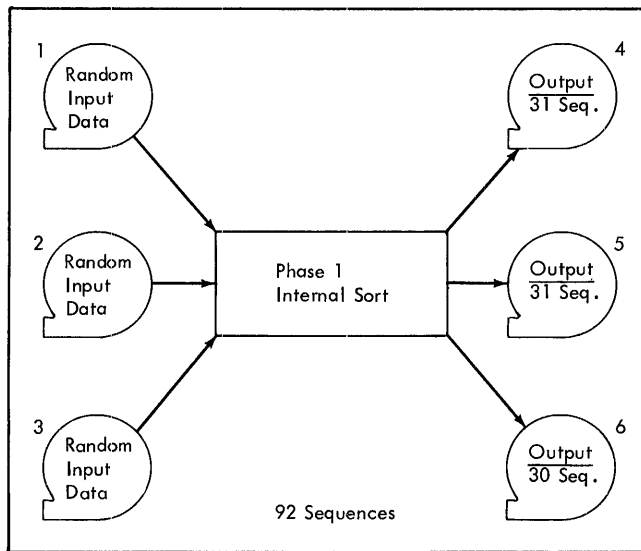 1
Random
Input
Data
4
Output
31 Seq.
2
Random
Input
Data
Phase 1
Internal Sort
5
Output
31 Seq.
3
Random
Input
Data
6
Output
30 Seq.
92 Sequences